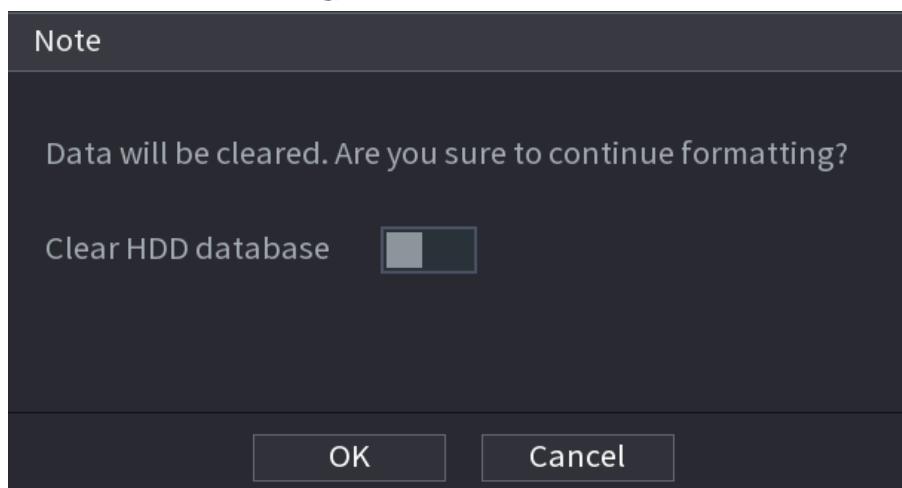 Note
Data will be cleared. Are you sure to continue formatting?
Clear HDD database
OK Cancel